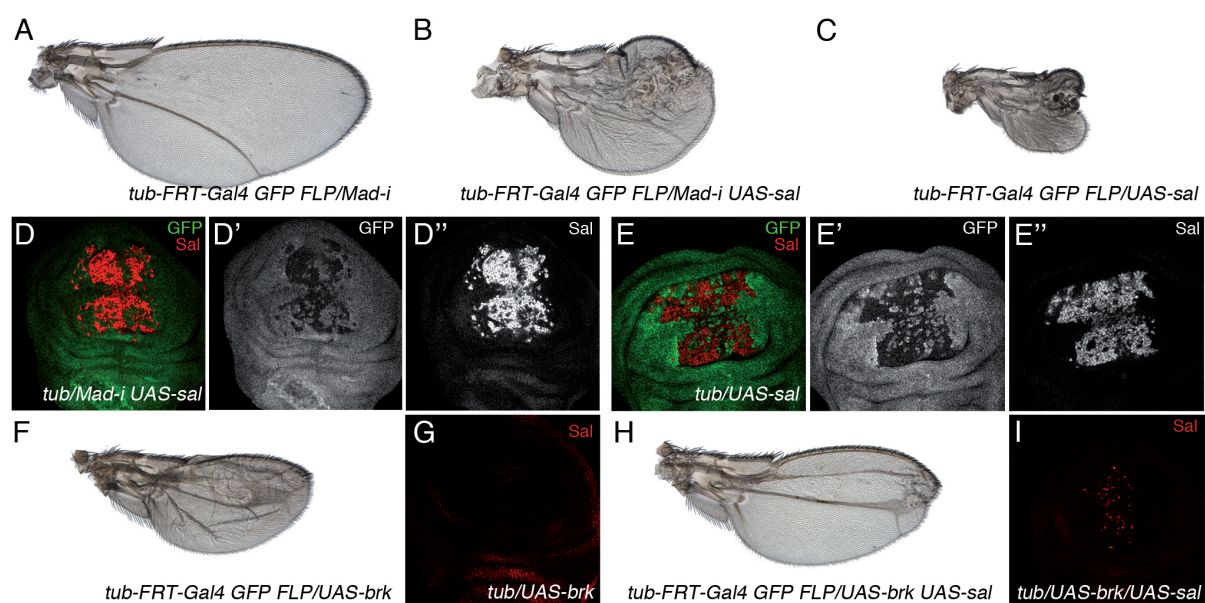 A
B
C
tub-FRT-Gal4 GFP FLP/Mad-i
tub-FRT-Gal4 GFP FLP/Mad-i UAS-sal
tub-FRT-Gal4 GFP FLP/UAS-sal
D
GFP
Sal
tub/Mad-i UAS-sal
D’
GFP
D’’
Sal
E
GFP
Sal
tub/UAS-sal
E’
GFP
E’’
Sal
F
tub-FRT-Gal4 GFP FLP/UAS-brk
G
Sal
tub/UAS-brk
H
tub-FRT-Gal4 GFP FLP/UAS-brk UAS-sal
I
Sal
tub/UAS-brk/UAS-sal